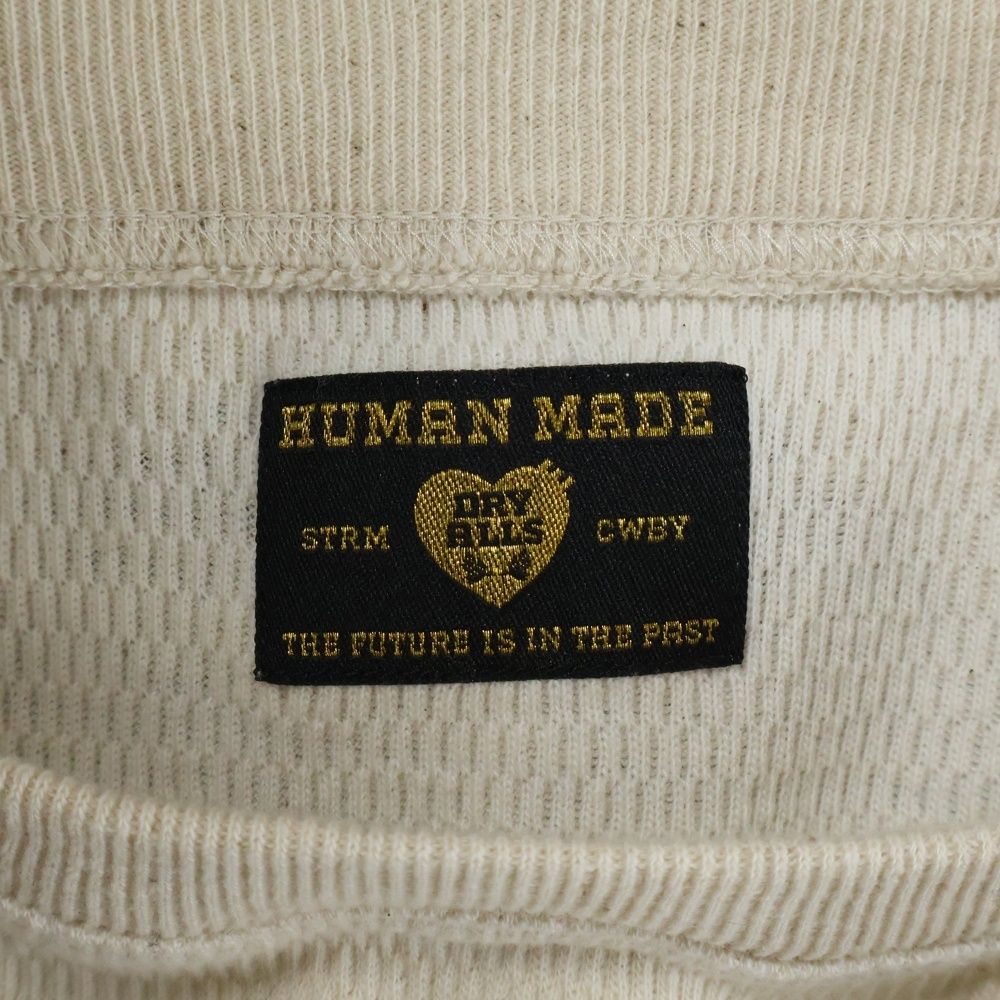 HUMAN MADE
DRY
STRM ALLS CWBY
THE FUTURE IS IN THE PAST